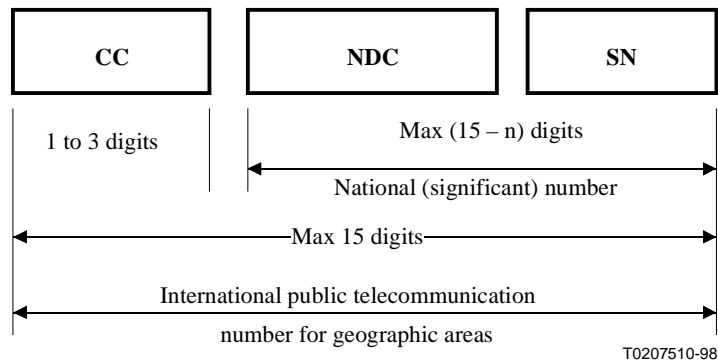 CC NDC SN
1 to 3 digits
Max (15 – n) digits
National (significant) number
Max 15 digits
International public telecommunication
number for geographic areas
T0207510-98